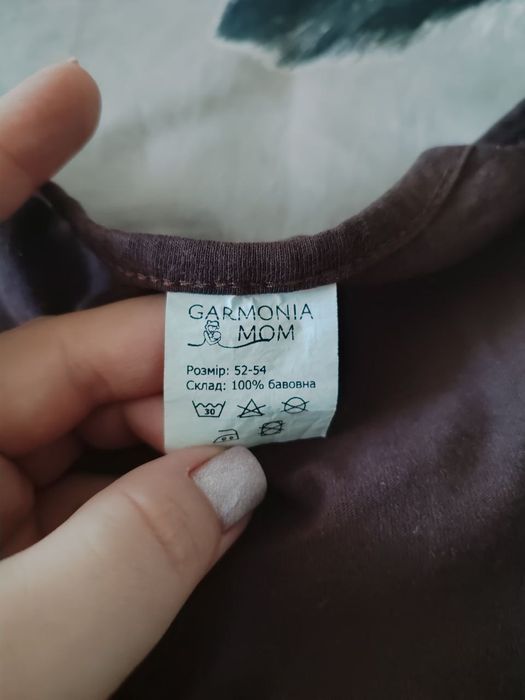 GARMONIA
MOM
Розмір: 52-54
Склад: 100% бавовна
30